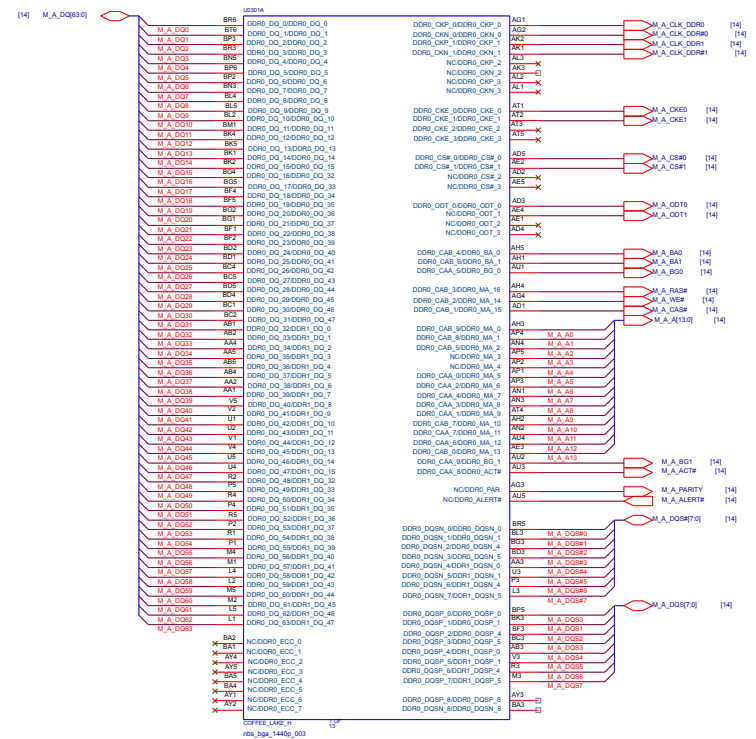 [14] M_A_DQ[63:0]
U0301A
M_A_DQ0 BR6 DDR0_DQ_0/DDR0_DQ_0
M_A_DQ1 BT6 DDR0_DQ_1/DDR0_DQ_1
M_A_DQ2 BP3 DDR0_DQ_2/DDR0_DQ_2
M_A_DQ3 BR3 DDR0_DQ_3/DDR0_DQ_3
M_A_DQ4 BN5 DDR0_DQ_4/DDR0_DQ_4
M_A_DQ5 BP6 DDR0_DQ_5/DDR0_DQ_5
M_A_DQ6 BP2 DDR0_DQ_6/DDR0_DQ_6
M_A_DQ7 BN3 DDR0_DQ_7/DDR0_DQ_7
M_A_DQ8 BL4 DDR0_DQ_8/DDR0_DQ_8
M_A_DQ9 BL5 DDR0_DQ_9/DDR0_DQ_9
M_A_DQ10 BL2 DDR0_DQ_10/DDR0_DQ_10
M_A_DQ11 BM1 DDR0_DQ_11/DDR0_DQ_11
M_A_DQ12 BK4 DDR0_DQ_12/DDR0_DQ_12
M_A_DQ13 BK5 DDR0_DQ_13/DDR0_DQ_13
M_A_DQ14 BK1 DDR0_DQ_14/DDR0_DQ_14
M_A_DQ15 BK2 DDR0_DQ_15/DDR0_DQ_15
M_A_DQ16 BG4 DDR0_DQ_16/DDR0_DQ_32
M_A_DQ17 BG5 DDR0_DQ_17/DDR0_DQ_33
M_A_DQ18 BF4 DDR0_DQ_18/DDR0_DQ_34
M_A_DQ19 BF5 DDR0_DQ_19/DDR0_DQ_35
M_A_DQ20 BG2 DDR0_DQ_20/DDR0_DQ_36
M_A_DQ21 BG1 DDR0_DQ_21/DDR0_DQ_37
M_A_DQ22 BF1 DDR0_DQ_22/DDR0_DQ_38
M_A_DQ23 BF2 DDR0_DQ_23/DDR0_DQ_39
M_A_DQ24 BD2 DDR0_DQ_24/DDR0_DQ_40
M_A_DQ25 BD1 DDR0_DQ_25/DDR0_DQ_41
M_A_DQ26 BC4 DDR0_DQ_26/DDR0_DQ_42
M_A_DQ27 BC5 DDR0_DQ_27/DDR0_DQ_43
M_A_DQ28 BD5 DDR0_DQ_28/DDR0_DQ_44
M_A_DQ29 BD4 DDR0_DQ_29/DDR0_DQ_45
M_A_DQ30 BC1 DDR0_DQ_30/DDR0_DQ_46
M_A_DQ31 BC2 DDR0_DQ_31/DDR0_DQ_47
M_A_DQ32 AB1 DDR0_DQ_32/DDR1_DQ_0
M_A_DQ33 AB2 DDR0_DQ_33/DDR1_DQ_1
M_A_DQ34 AA4 DDR0_DQ_34/DDR1_DQ_2
M_A_DQ35 AA5 DDR0_DQ_35/DDR1_DQ_3
M_A_DQ36 AB5 DDR0_DQ_36/DDR1_DQ_4
M_A_DQ37 AB4 DDR0_DQ_37/DDR1_DQ_5
M_A_DQ38 AA2 DDR0_DQ_38/DDR1_DQ_6
M_A_DQ39 AA1 DDR0_DQ_39/DDR1_DQ_7
M_A_DQ40 V5 DDR0_DQ_40/DDR1_DQ_8
M_A_DQ41 V2 DDR0_DQ_41/DDR1_DQ_9
M_A_DQ42 U1 DDR0_DQ_42/DDR1_DQ_10
M_A_DQ43 U2 DDR0_DQ_43/DDR1_DQ_11
M_A_DQ44 V1 DDR0_DQ_44/DDR1_DQ_12
M_A_DQ45 V4 DDR0_DQ_45/DDR1_DQ_13
M_A_DQ46 U5 DDR0_DQ_46/DDR1_DQ_14
M_A_DQ47 U4 DDR0_DQ_47/DDR1_DQ_15
M_A_DQ48 R2 DDR0_DQ_48/DDR1_DQ_32
M_A_DQ49 P5 DDR0_DQ_49/DDR1_DQ_33
M_A_DQ50 R4 DDR0_DQ_50/DDR1_DQ_34
M_A_DQ51 P4 DDR0_DQ_51/DDR1_DQ_35
M_A_DQ52 R5 DDR0_DQ_52/DDR1_DQ_36
M_A_DQ53 P2 DDR0_DQ_53/DDR1_DQ_37
M_A_DQ54 R1 DDR0_DQ_54/DDR1_DQ_38
M_A_DQ55 P1 DDR0_DQ_55/DDR1_DQ_39
M_A_DQ56 M4 DDR0_DQ_56/DDR1_DQ_40
M_A_DQ57 M1 DDR0_DQ_57/DDR1_DQ_41
M_A_DQ58 L4 DDR0_DQ_58/DDR1_DQ_42
M_A_DQ59 L2 DDR0_DQ_59/DDR1_DQ_43
M_A_DQ60 M5 DDR0_DQ_60/DDR1_DQ_44
M_A_DQ61 M2 DDR0_DQ_61/DDR1_DQ_45
M_A_DQ62 L5 DDR0_DQ_62/DDR1_DQ_46
M_A_DQ63 L1 DDR0_DQ_63/DDR1_DQ_47
BA2 NC/DDR0_ECC_0
BA1 NC/DDR0_ECC_1
AY4 NC/DDR0_ECC_2
AY5 NC/DDR0_ECC_3
BA5 NC/DDR0_ECC_4
BA4 NC/DDR0_ECC_5
AY1 NC/DDR0_ECC_6
AY2 NC/DDR0_ECC_7
DDR0_CKP_0/DDR0_CKP_0 AG1 M_A_CLK_DDR0 [14]
DDR0_CKN_0/DDR0_CKN_0 AG2 M_A_CLK_DDR#0 [14]
DDR0_CKP_1/DDR0_CKP_1 AK2 M_A_CLK_DDR1 [14]
DDR0_CKN_1/DDR0_CKN_1 AK1 M_A_CLK_DDR#1 [14]
NC/DDR0_CKP_2 AL3
NC/DDR0_CKN_2 AK3
NC/DDR0_CKP_3 AL2
NC/DDR0_CKN_3 AL1
DDR0_CKE_0/DDR0_CKE_0 AT1 M_A_CKE0 [14]
DDR0_CKE_1/DDR0_CKE_1 AT2 M_A_CKE1 [14]
DDR0_CKE_2/DDR0_CKE_2 AT3
DDR0_CKE_3/DDR0_CKE_3 AT5
DDR0_CS#_0/DDR0_CS#_0 AD5 M_A_CS#0 [14]
DDR0_CS#_1/DDR0_CS#_1 AE2 M_A_CS#1 [14]
NC/DDR0_CS#_2 AD2
NC/DDR0_CS#_3 AE5
DDR0_ODT_0/DDR0_ODT_0 AD3 M_A_ODT0 [14]
NC/DDR0_ODT_1 AE4 M_A_ODT1 [14]
NC/DDR0_ODT_2 AE1
NC/DDR0_ODT_3 AD4
DDR0_CAB_4/DDR0_BA_0 AH5 M_A_BA0 [14]
DDR0_CAB_6/DDR0_BA_1 AH1 M_A_BA1 [14]
DDR0_CAA_5/DDR0_BG_0 AU1 M_A_BG0 [14]
DDR0_CAB_3/DDR0_MA_16 AH4 M_A_RAS# [14]
DDR0_CAB_2/DDR0_MA_14 AG4 M_A_WE# [14]
DDR0_CAB_1/DDR0_MA_15 AD1 M_A_CAS# [14]
M_A_A[13:0] [14]
DDR0_CAB_9/DDR0_MA_0 AH3 M_A_A0
DDR0_CAB_8/DDR0_MA_1 AP4 M_A_A1
DDR0_CAB_5/DDR0_MA_2 AN4 M_A_A2
NC/DDR0_MA_3 AP5 M_A_A3
NC/DDR0_MA_4 AP2 M_A_A4
DDR0_CAA_0/DDR0_MA_5 AP1 M_A_A5
DDR0_CAA_2/DDR0_MA_6 AP3 M_A_A6
DDR0_CAA_4/DDR0_MA_7 AN1 M_A_A7
DDR0_CAA_3/DDR0_MA_8 AN3 M_A_A8
DDR0_CAA_1/DDR0_MA_9 AT4 M_A_A9
DDR0_CAB_7/DDR0_MA_10 AH2 M_A_A10
DDR0_CAA_7/DDR0_MA_11 AN2 M_A_A11
DDR0_CAA_6/DDR0_MA_12 AU4 M_A_A12
DDR0_CAB_0/DDR0_MA_13 AE3 M_A_A13
DDR0_CAA_9/DDR0_BG_1 AU2 M_A_BG1 [14]
DDR0_CAA_8/DDR0_ACT# AU3 M_A_ACT# [14]
NC/DDR0_PAR AG3 M_A_PARITY [14]
NC/DDR0_ALERT# AU5 M_A_ALERT# [14]
M_A_DQS#[7:0] [14]
DDR0_DQSN_0/DDR0_DQSN_0 BR5 M_A_DQS#0
DDR0_DQSN_1/DDR0_DQSN_1 BL3 M_A_DQS#1
DDR0_DQSN_2/DDR0_DQSN_4 BG3 M_A_DQS#2
DDR0_DQSN_3/DDR0_DQSN_5 BD3 M_A_DQS#3
DDR0_DQSN_4/DDR1_DQSN_0 AA3 M_A_DQS#4
DDR0_DQSN_5/DDR1_DQSN_1 U3 M_A_DQS#5
DDR0_DQSN_6/DDR1_DQSN_4 P3 M_A_DQS#6
DDR0_DQSN_7/DDR1_DQSN_5 L3 M_A_DQS#7
M_A_DQS[7:0] [14]
DDR0_DQSP_0/DDR0_DQSP_0 BP5 M_A_DQS0
DDR0_DQSP_1/DDR0_DQSP_1 BK3 M_A_DQS1
DDR0_DQSP_2/DDR0_DQSP_4 BF3 M_A_DQS2
DDR0_DQSP_3/DDR0_DQSP_5 BC3 M_A_DQS3
DDR0_DQSP_4/DDR1_DQSP_0 AB3 M_A_DQS4
DDR0_DQSP_5/DDR1_DQSP_1 V3 M_A_DQS5
DDR0_DQSP_6/DDR1_DQSP_4 R3 M_A_DQS6
DDR0_DQSP_7/DDR1_DQSP_5 M3 M_A_DQS7
DDR0_DQSP_8/DDR0_DQSP_8 AY3
DDR0_DQSN_8/DDR0_DQSN_8 BA3
COFFEE_LAKE_H 1 OF
13
nbs_bga_1440p_003